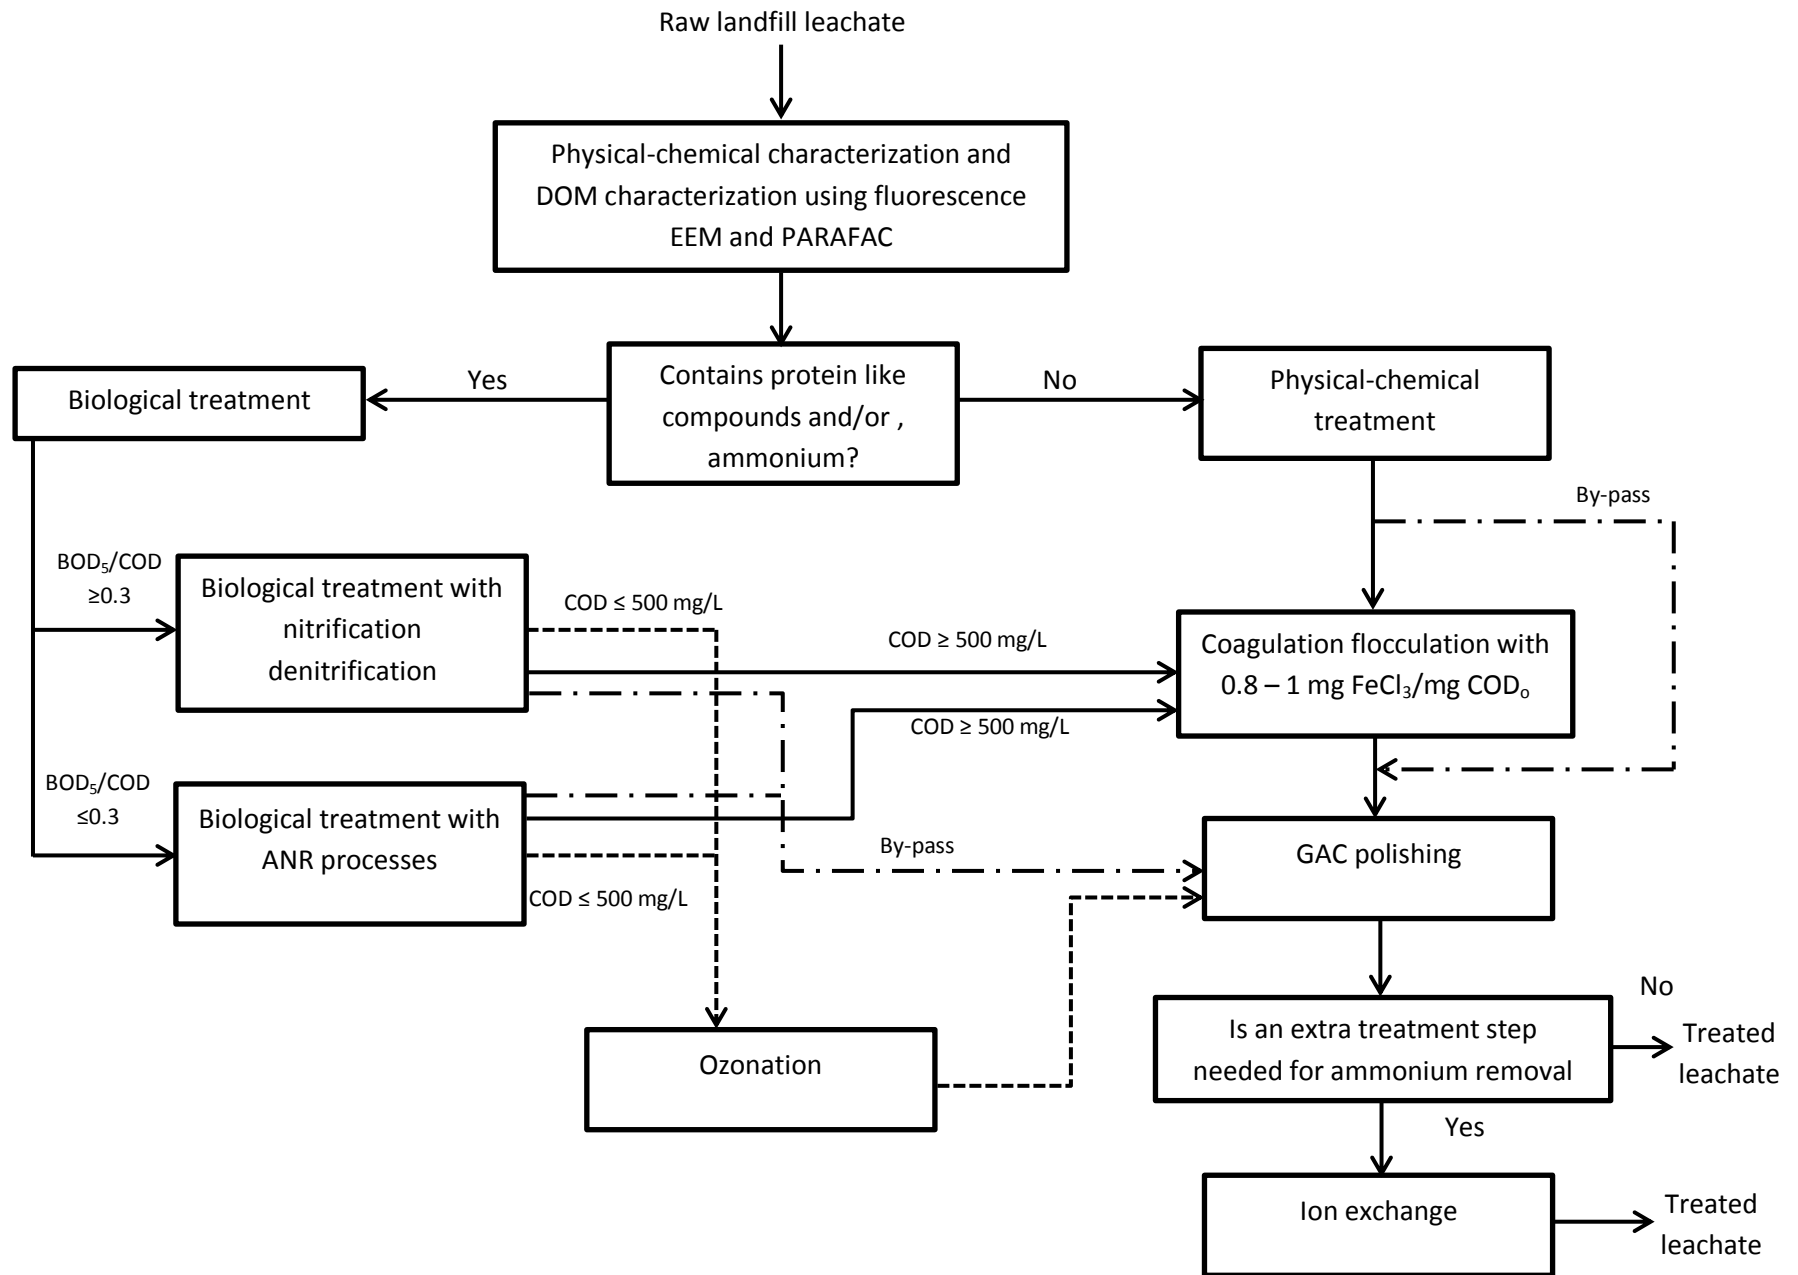 Raw landfill leachate
Physical-chemical characterization and
DOM characterization using fluorescence
EEM and PARAFAC
Yes
Contains protein like
compounds and/or ,
ammonium?
No
Biological treatment
Physical-chemical
treatment
By-pass
BOD₅/COD
≥0.3
Biological treatment with
nitrification
denitrification
COD ≤ 500 mg/L
COD ≥ 500 mg/L
Coagulation flocculation with
0.8 – 1 mg FeCl₃/mg CODₒ
COD ≥ 500 mg/L
BOD₅/COD
≤0.3
Biological treatment with
ANR processes
COD ≤ 500 mg/L
By-pass
GAC polishing
Ozonation
Is an extra treatment step
needed for ammonium removal
No
Treated
leachate
Yes
Ion exchange
Treated
leachate